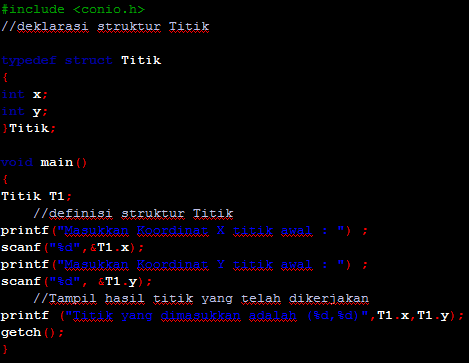 #include <conio.h>
//deklarasi struktur Titik
typedef struct Titik
{
int x;
int y;
}Titik;
void main()
{
Titik T1;
//definisi struktur Titik
printf("Masukkan Koordinat X titik awal : ") ;
scanf("%d",&T1.x);
printf("Masukkan Koordinat Y titik awal : ") ;
scanf("%d", &T1.y);
//Tampil hasil titik yang telah dikerjakan
printf ("Titik yang dimasukkan adalah (%d,%d)",T1.x,T1.y);
getch();
}